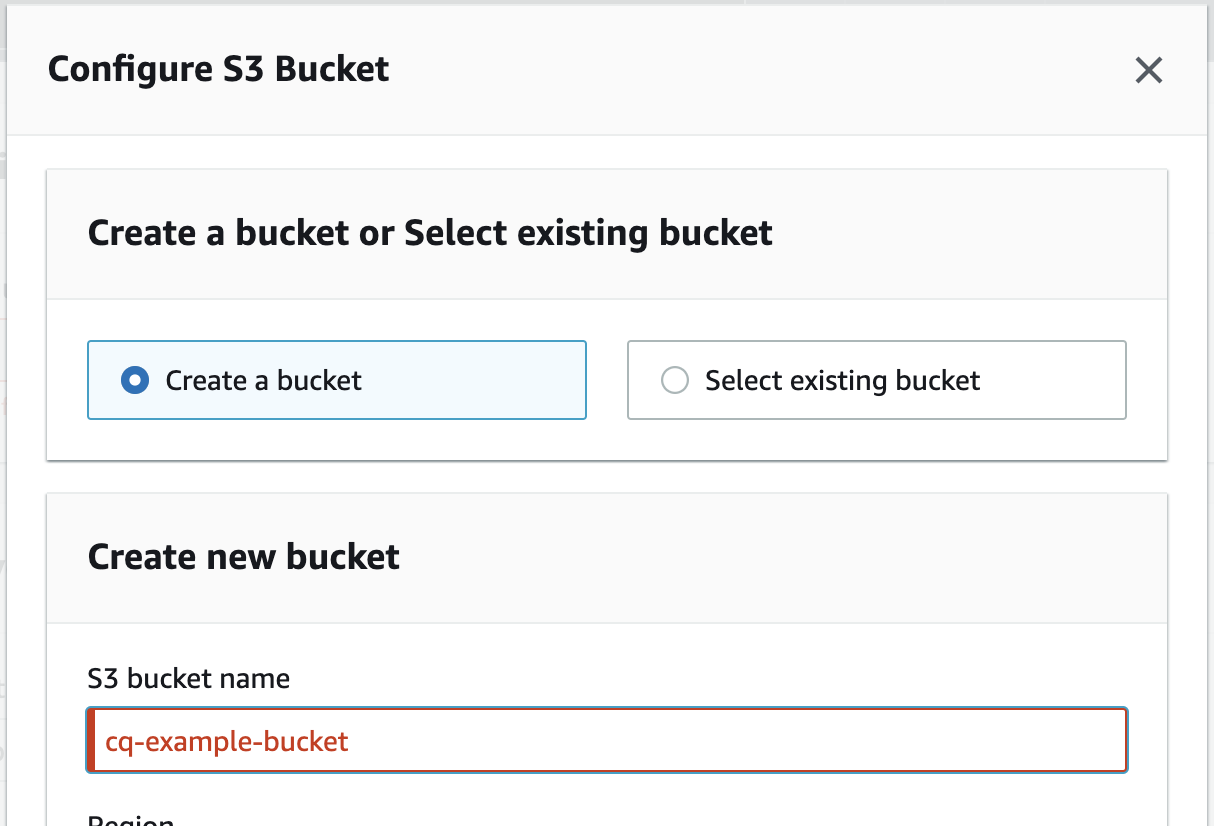 Configure S3 Bucket
Create a bucket or Select existing bucket
Create a bucket
Select existing bucket
Create new bucket
S3 bucket name
cq-example-bucket
Region